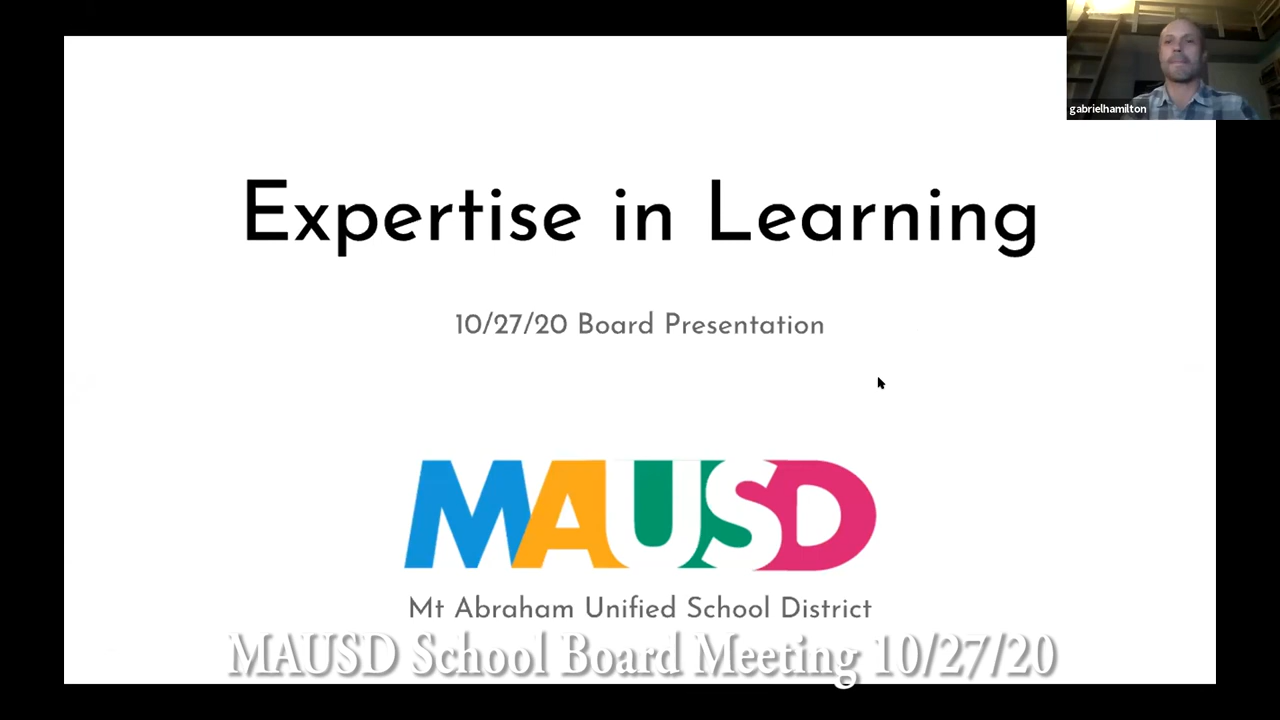 gabrielhamilton
Expertise in Learning
10/27/20 Board Presentation
MAUSD
Mt Abraham Unified School District
MAUSD School Board Meeting 10/27/20